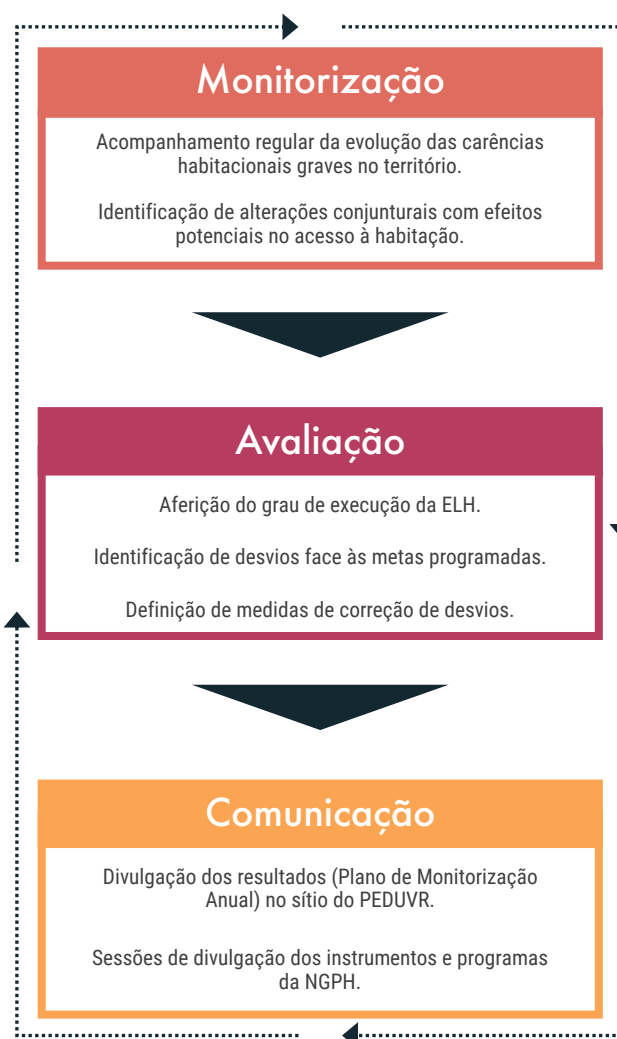 Monitorização
Acompanhamento regular da evolução das carências
habitacionais graves no território.
Identificação de alterações conjunturais com efeitos
potenciais no acesso à habitação.
Avaliação
Aferição do grau de execução da ELH.
Identificação de desvios face às metas programadas.
Definição de medidas de correção de desvios.
Comunicação
Divulgação dos resultados (Plano de Monitorização
Anual) no sítio do PEDUVR.
Sessões de divulgação dos instrumentos e programas
da NGPH.